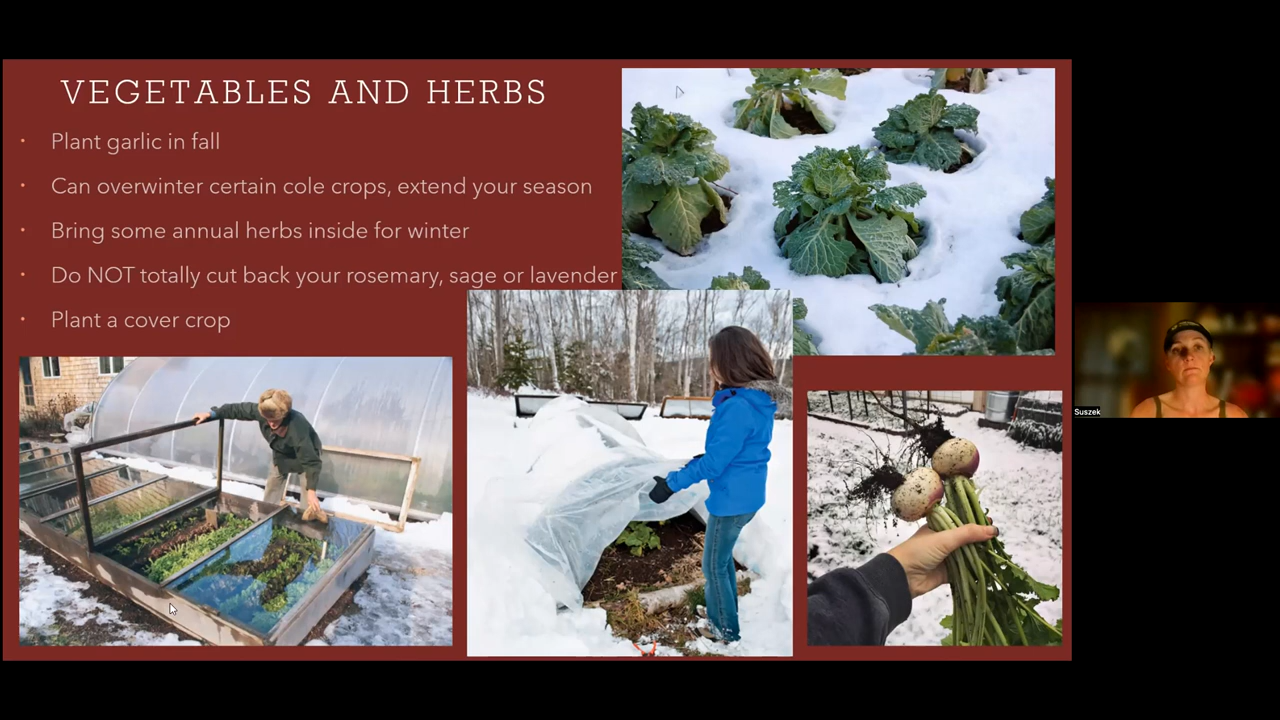 VEGETABLES AND HERBS
• Plant garlic in fall
• Can overwinter certain cole crops, extend your season
• Bring some annual herbs inside for winter
• Do NOT totally cut back your rosemary, sage or lavender
• Plant a cover crop
Suszek